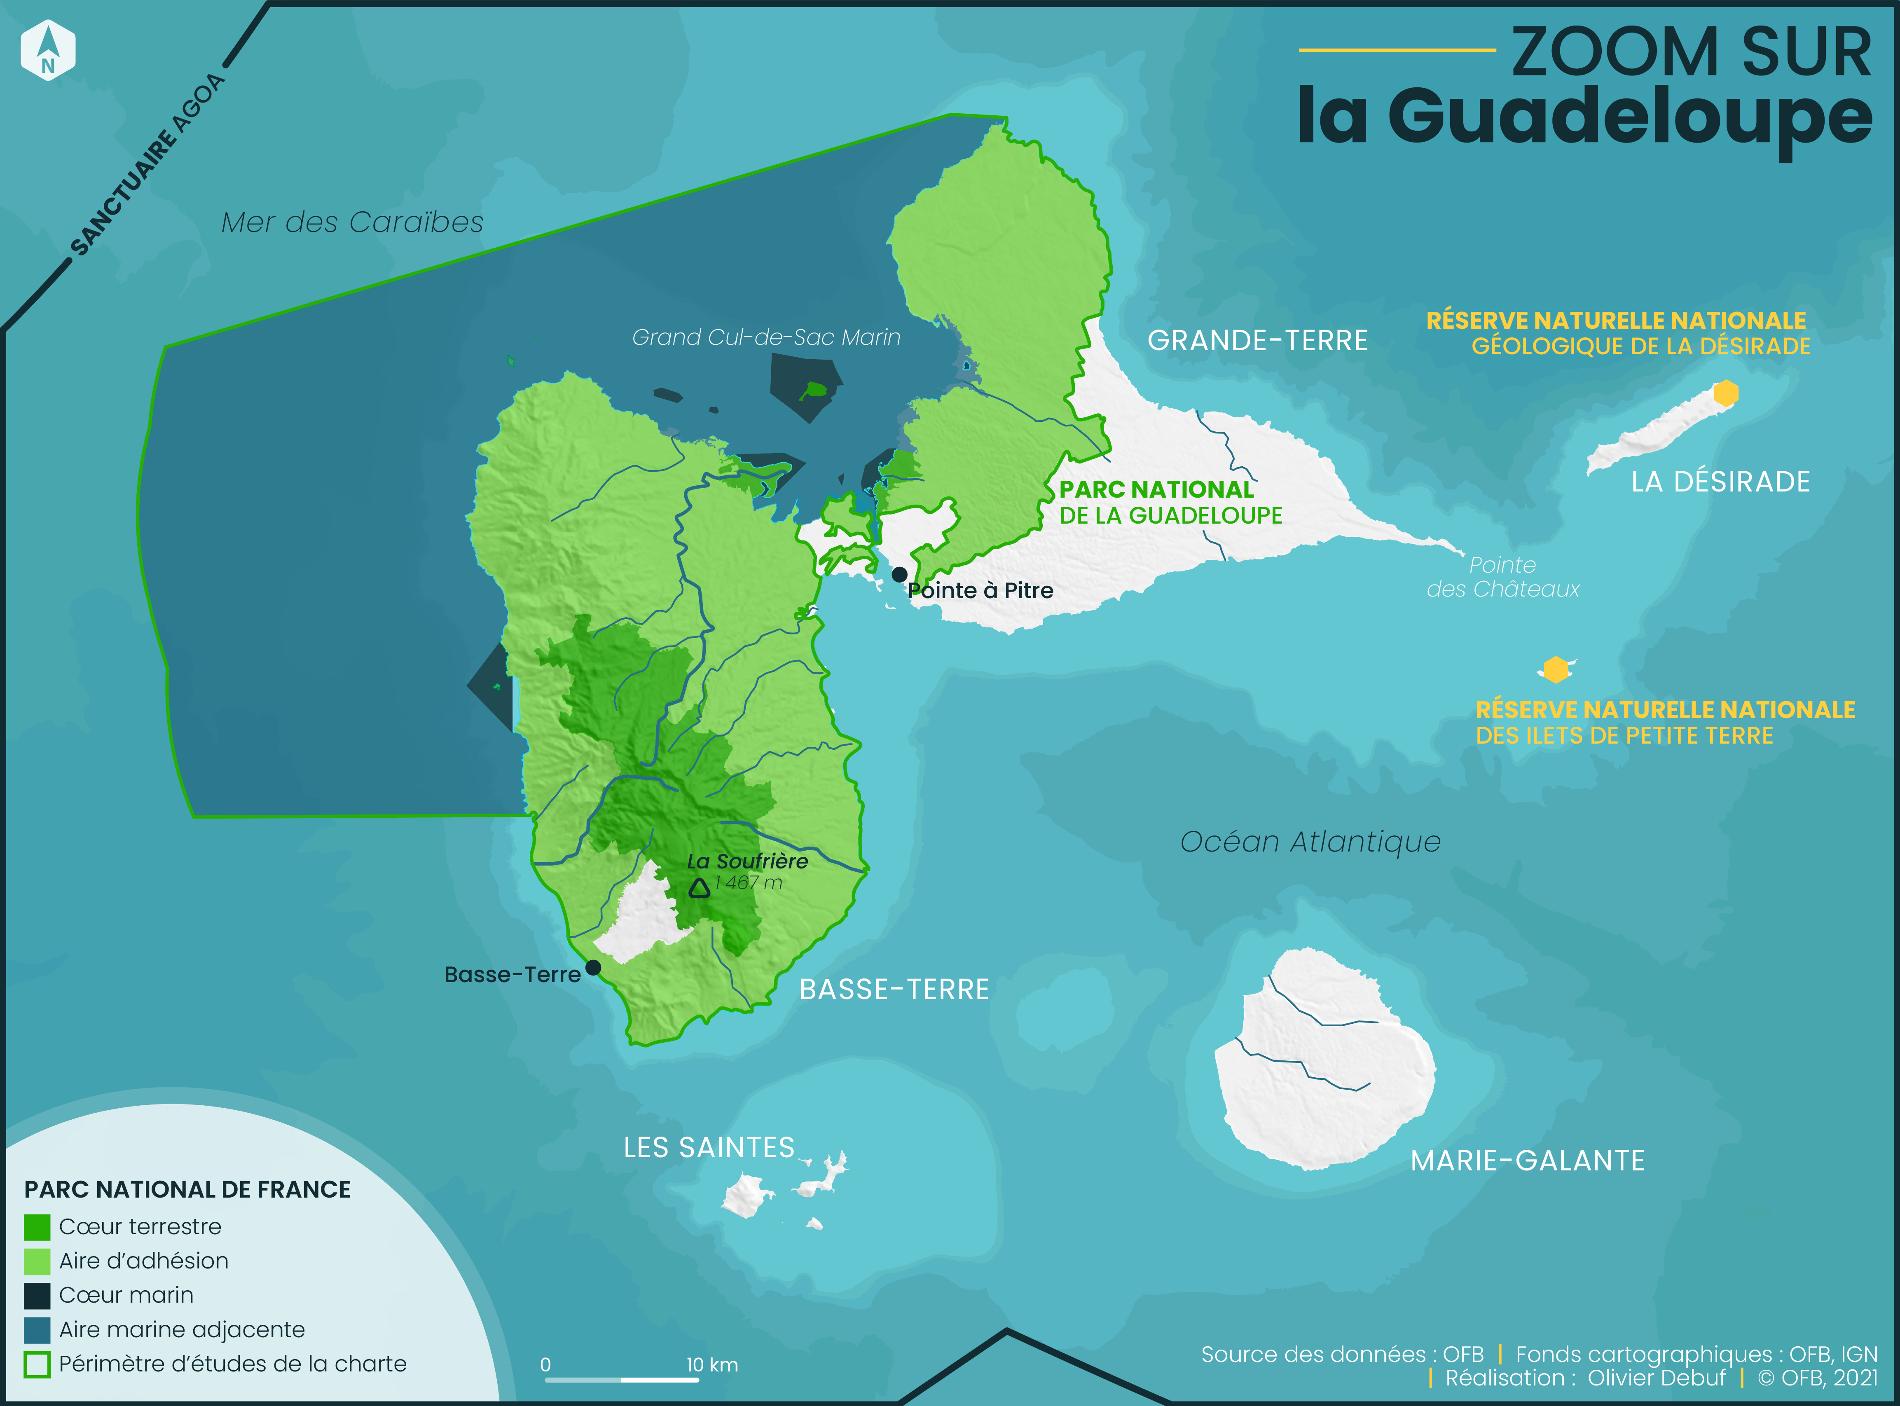 N
ZOOM SUR
la Guadeloupe
SANCTUAIRE AGOA
Mer des Caraïbes
Grand Cul-de-Sac Marin
GRANDE-TERRE
RÉSERVE NATURELLE NATIONALE
GÉOLOGIQUE DE LA DÉSIRADE
LA DÉSIRADE
PARC NATIONAL
DE LA GUADELOUPE
Pointe
des Châteaux
Pointe à Pitre
RÉSERVE NATURELLE NATIONALE
DES ILETS DE PETITE TERRE
Océan Atlantique
La Soufrière
1 467 m
Basse-Terre
BASSE-TERRE
LES SAINTES
MARIE-GALANTE
PARC NATIONAL DE FRANCE
Cœur terrestre
Aire d'adhésion
Cœur marin
Aire marine adjacente
Périmètre d'études de la charte
0 10 km
Source des données : OFB | Fonds cartographiques : OFB, IGN
| Réalisation : Olivier Debuf | © OFB, 2021